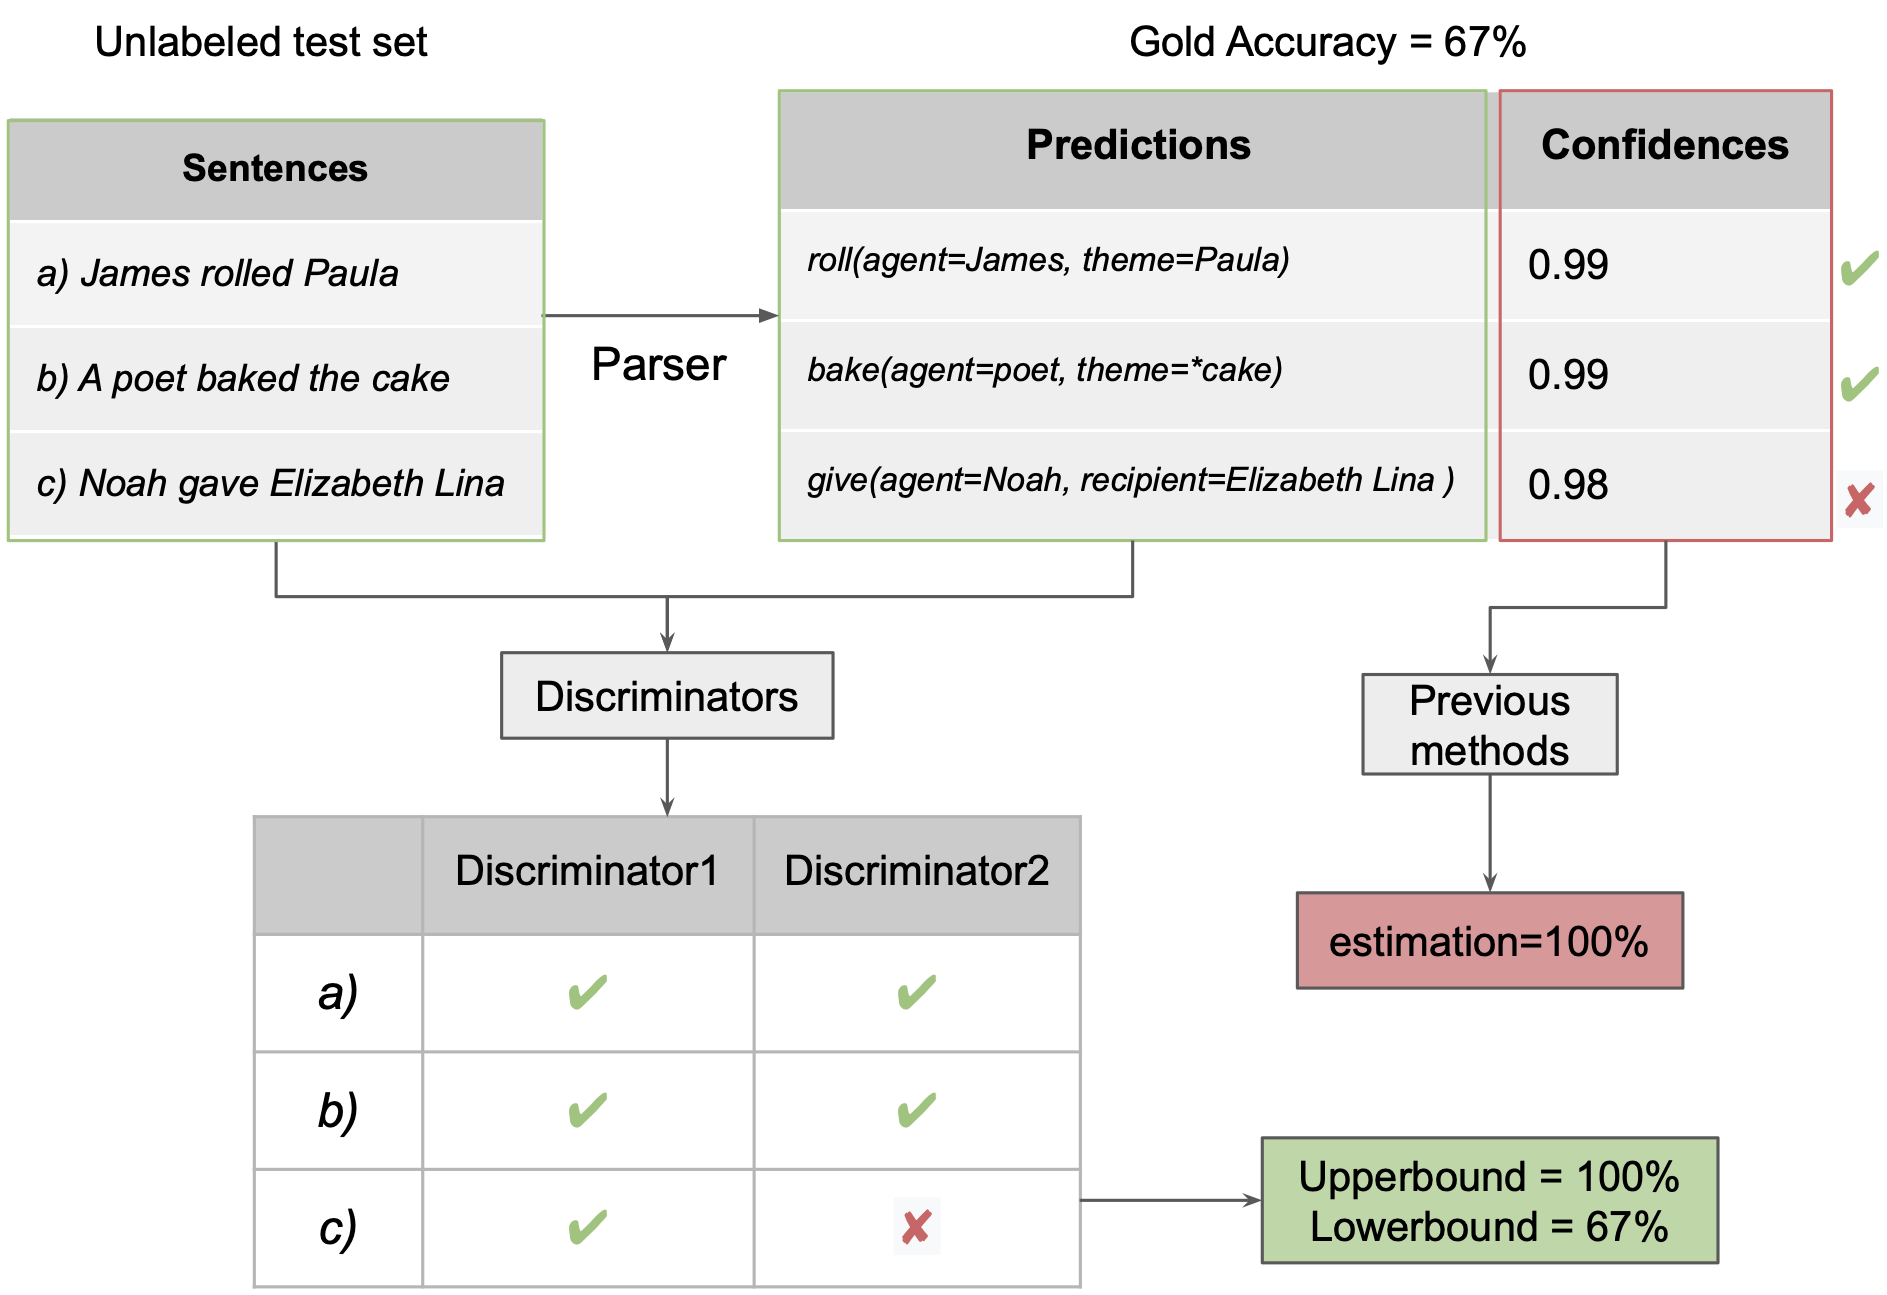 Unlabeled test set
Gold Accuracy = 67%
Sentences
a) James rolled Paula
b) A poet baked the cake
c) Noah gave Elizabeth Lina
Parser
Predictions
Confidences
roll(agent=James, theme=Paula)
0.99
✔
bake(agent=poet, theme=*cake)
0.99
✔
give(agent=Noah, recipient=Elizabeth Lina )
0.98
✘
Discriminators
Previous
methods
estimation=100%
Discriminator1
Discriminator2
a)
✔
✔
b)
✔
✔
c)
✔
✘
Upperbound = 100%
Lowerbound = 67%